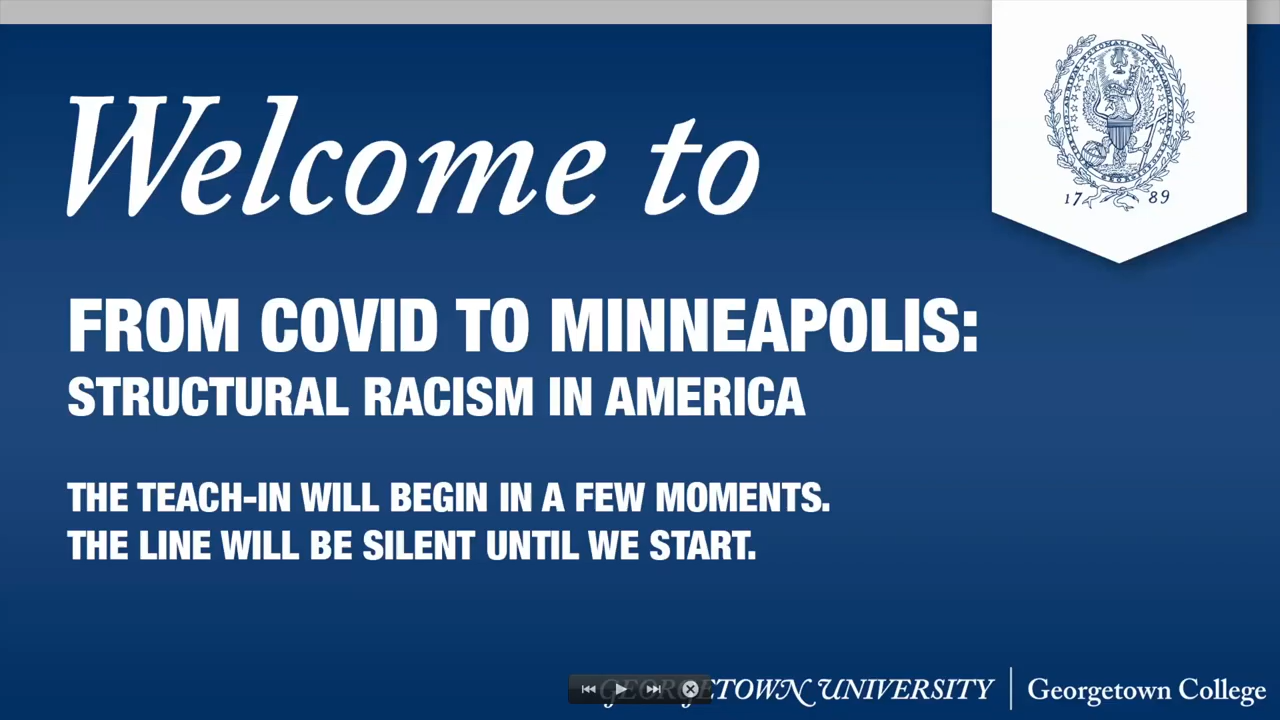 Welcome to
FROM COVID TO MINNEAPOLIS:
STRUCTURAL RACISM IN AMERICA
THE TEACH-IN WILL BEGIN IN A FEW MOMENTS.
THE LINE WILL BE SILENT UNTIL WE START.
17 89
GEORGETOWN UNIVERSITY | Georgetown College